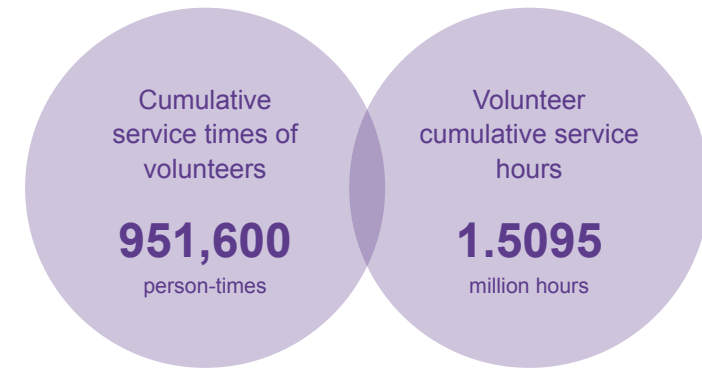 Cumulative
service times of
volunteers
951,600
person-times
Volunteer
cumulative service
hours
1.5095
million hours